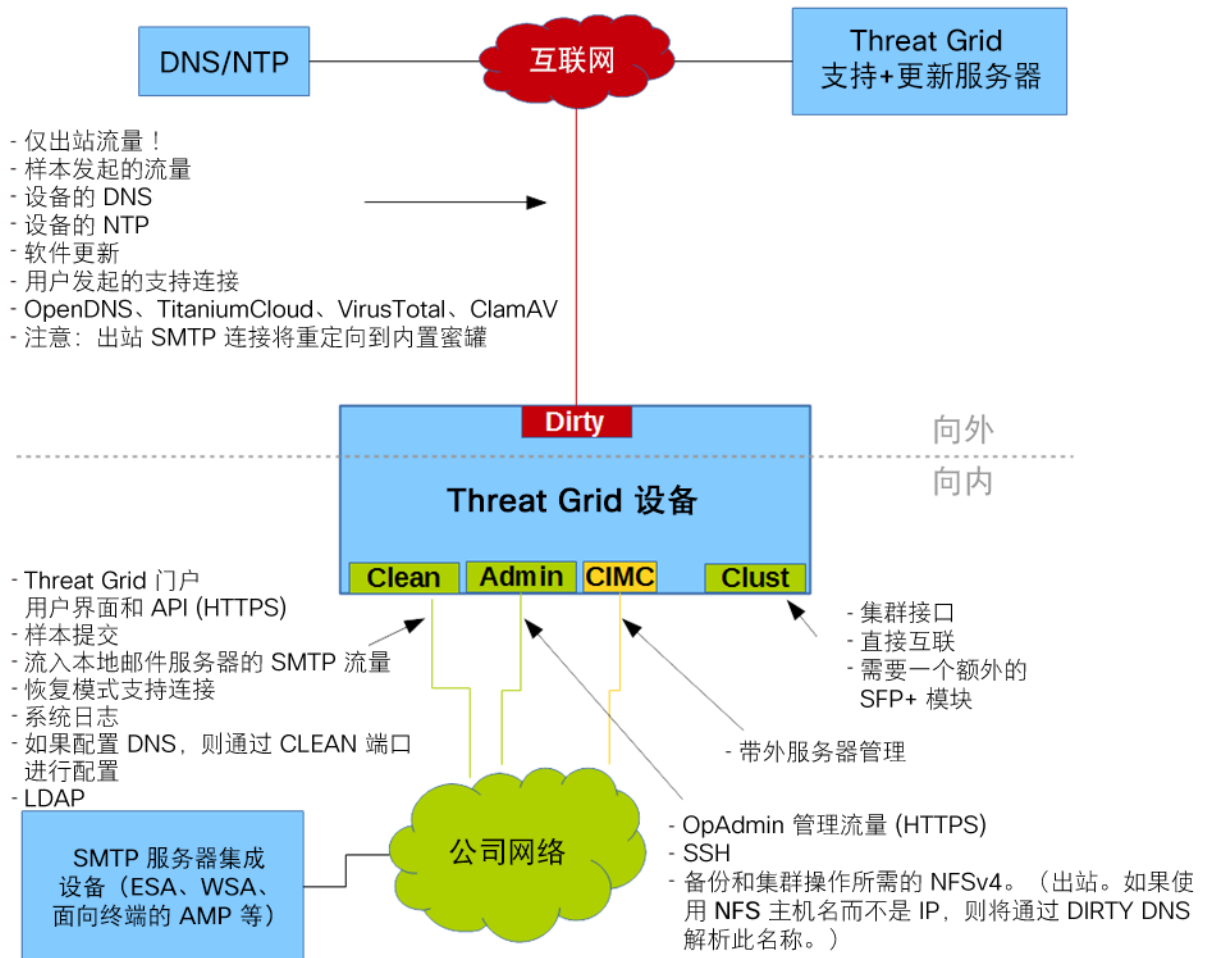 DNS/NTP
互联网
Threat Grid
支持+更新服务器
- 仅出站流量！
- 样本发起的流量
- 设备的 DNS
- 设备的 NTP
- 软件更新
- 用户发起的支持连接
- OpenDNS、TitaniumCloud、VirusTotal、ClamAV
- 注意：出站 SMTP 连接将重定向到内置蜜罐
Dirty
向外
向内
Threat Grid 设备
Clean
Admin
CIMC
Clust
- Threat Grid 门户
用户界面和 API (HTTPS)
- 样本提交
- 流入本地邮件服务器的 SMTP 流量
- 恢复模式支持连接
- 系统日志
- 如果配置 DNS，则通过 CLEAN 端口
进行配置
- LDAP
- 集群接口
- 直接互联
- 需要一个额外的
SFP+ 模块
- 带外服务器管理
- OpAdmin 管理流量 (HTTPS)
- SSH
- 备份和集群操作所需的 NFSv4。（出站。如果使
用 NFS 主机名而不是 IP，则将通过 DIRTY DNS
解析此名称。）
公司网络
SMTP 服务器集成
设备（ESA、WSA、
面向终端的 AMP 等）